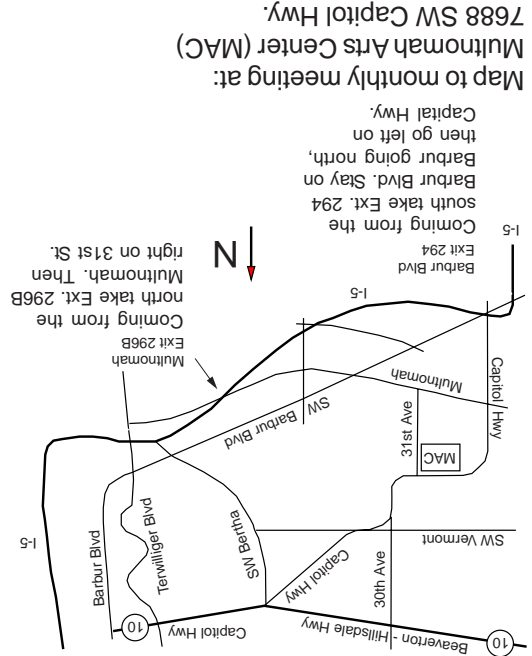 10
Beaverton - Hillsdale Hwy
Capitol Hwy
10
30th Ave
Capitol Hwy
SW Bertha
Barbur Blvd
Terwilliger Blvd
SW Vermont
I-5
MAC
31st Ave
Capitol Hwy
SW
Barbur Blvd
Multnomah
Multnomah
Exit 296B
Coming from the
north take Ext. 296B
Multnomah. Then
right on 31st St.
I-5
I-5
Barbur Blvd
Exit 294
Coming from the
south take Ext. 294
Barbur Blvd. Stay on
Barbur going north,
then go left on
Capital Hwy.
N
Map to monthly meeting at:
Multnomah Arts Center (MAC)
7688 SW Capitol Hwy.